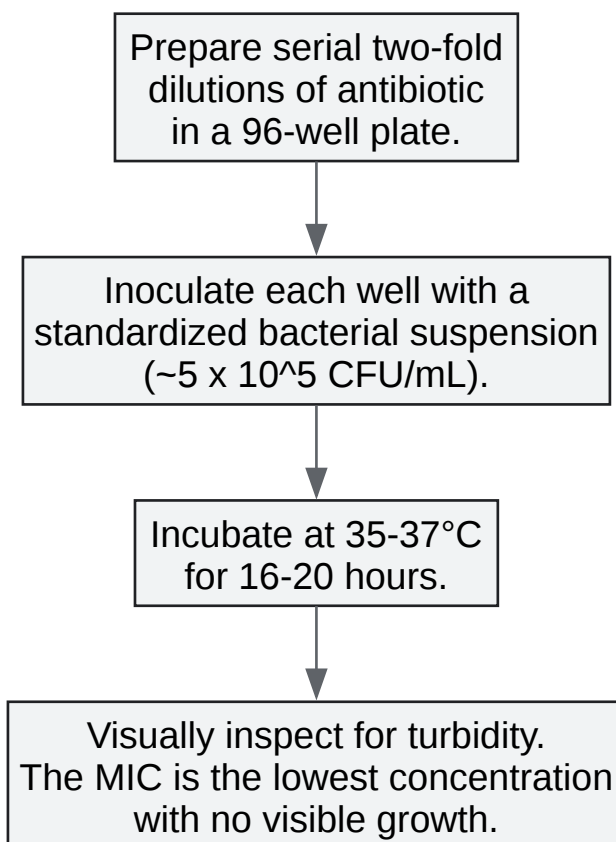 Prepare serial two-fold
dilutions of antibiotic
in a 96-well plate.
Inoculate each well with a
standardized bacterial suspension
(~5 x 10^5 CFU/mL).
Incubate at 35-37°C
for 16-20 hours.
Visually inspect for turbidity.
The MIC is the lowest concentration
with no visible growth.